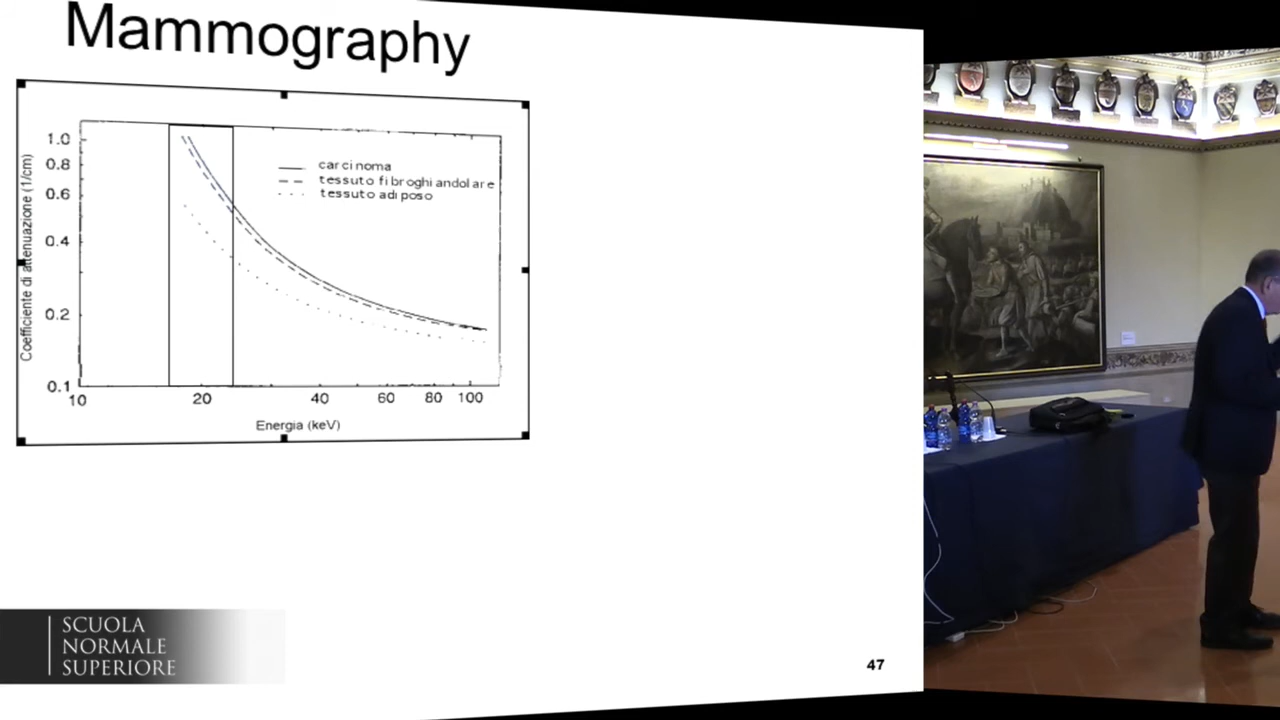 Mammography
Coefficiente di attenuazione (1/cm)
1.0
0.8
0.6
0.4
0.2
0.1
carcinoma
tessuto fibroghiandolare
tessuto adiposo
10 20 40 60 80 100
Energia (keV)
SCUOLA
NORMALE
SUPERIORE
47